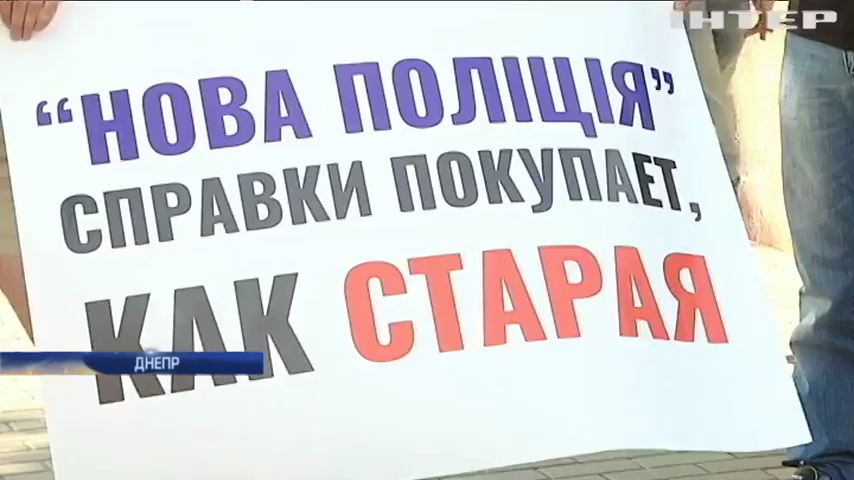 ІНТЕР
“НОВА ПОЛІЦІЯ”
СПРАВКИ ПОКУПАЕТ,
КАК СТАРАЯ
ДНЕПР